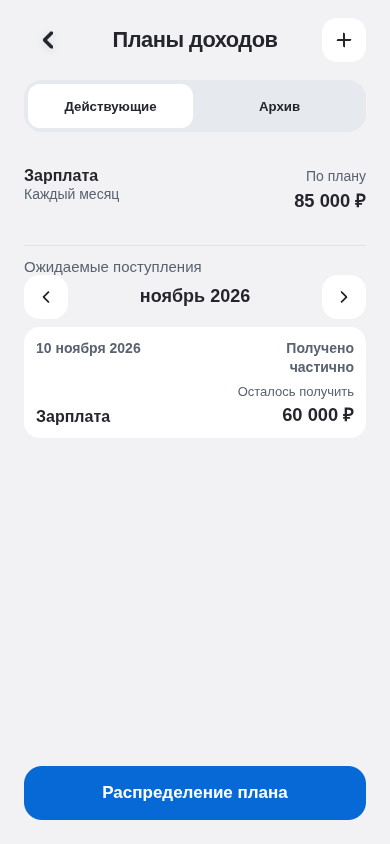 Планы доходов
Действующие
Архив
Зарплата
Каждый месяц
По плану
85 000 ₽
Ожидаемые поступления
ноябрь 2026
10 ноября 2026
Получено
частично
Осталось получить
Зарплата
60 000 ₽
Распределение плана